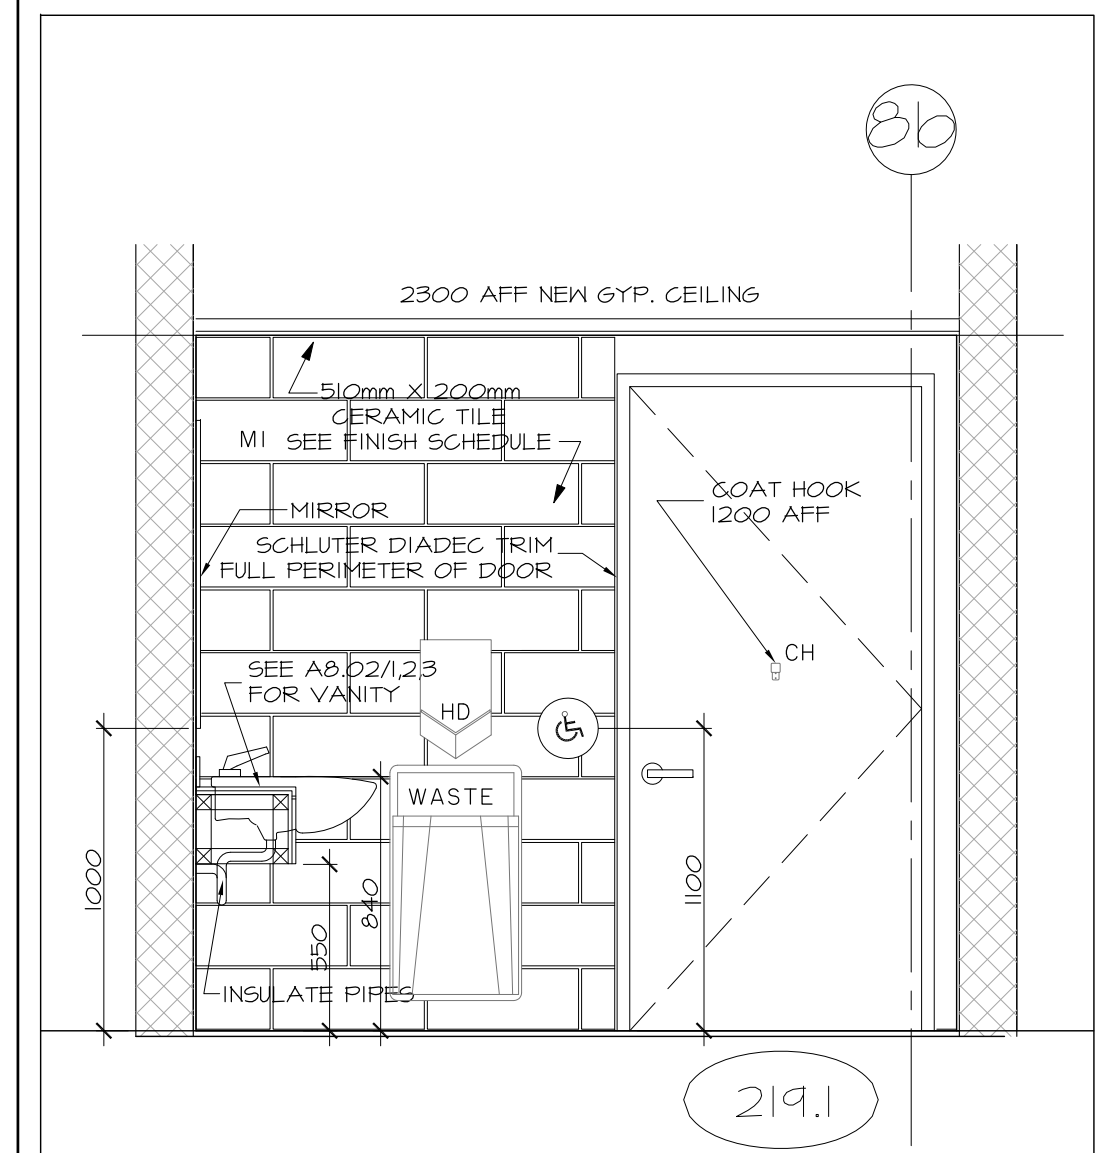 8b
2300 AFF NEW GYP. CEILING
510mm X 200mm
CERAMIC TILE
SEE FINISH SCHEDULE
MI
COAT HOOK
1200 AFF
MIRROR
SCHLUTER DIADEC TRIM
FULL PERIMETER OF DOOR
CH
SEE A8.02/1,2,3
FOR VANITY
HD
WASTE
1000
840
1100
550
INSULATE PIPES
219.1